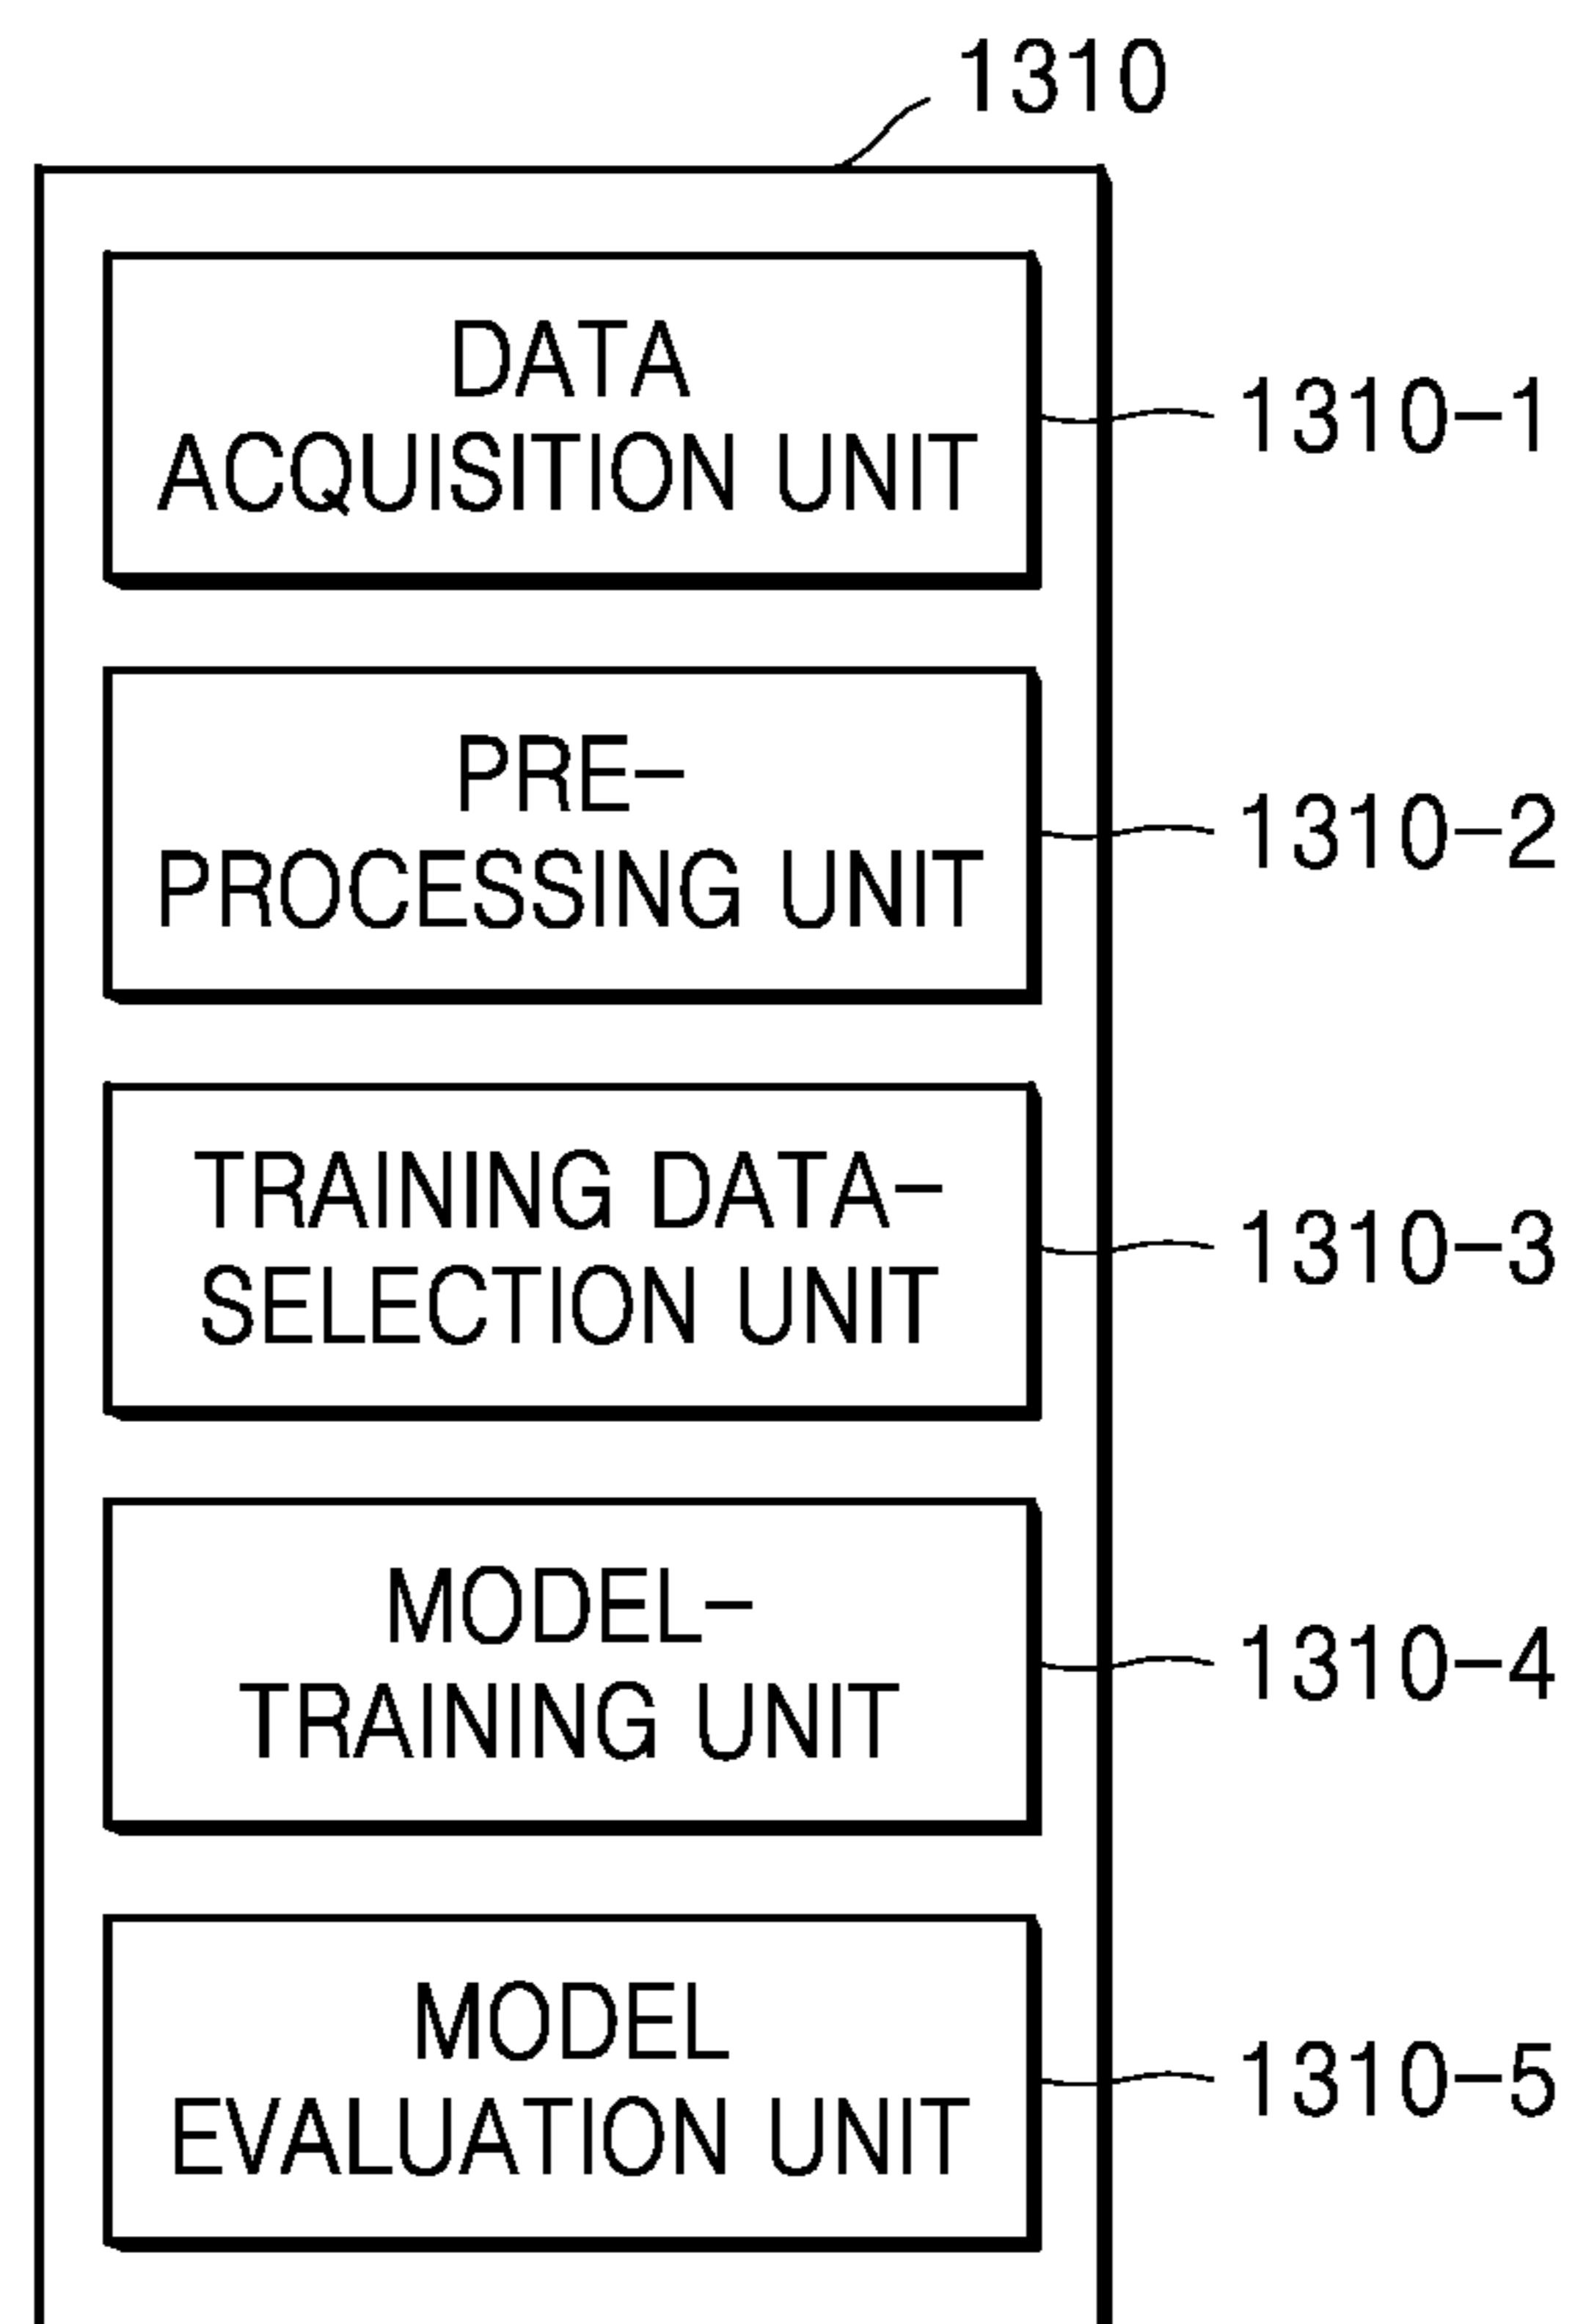 1310
DATA
ACQUISITION UNIT
1310-1
PRE-
PROCESSING UNIT
1310-2
TRAINING DATA-
SELECTION UNIT
1310-3
MODEL-
TRAINING UNIT
1310-4
MODEL
EVALUATION UNIT
1310-5